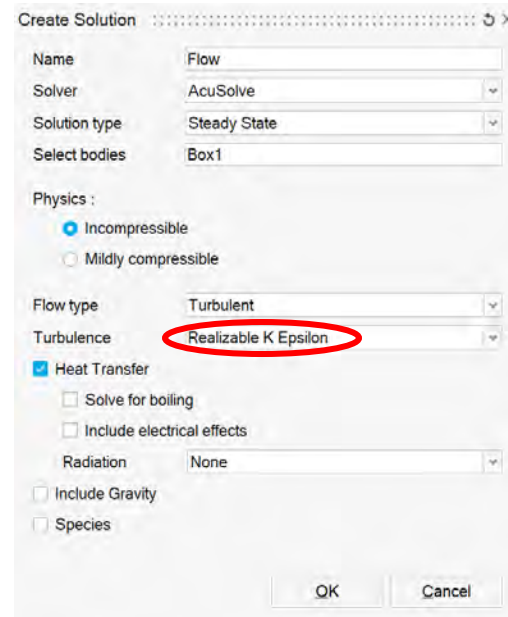 Create Solution
Name Flow
Solver AcuSolve
Solution type Steady State
Select bodies Box1
Physics :
Incompressible
Mildly compressible
Flow type Turbulent
Turbulence Realizable K Epsilon
Heat Transfer
Solve for boiling
Include electrical effects
Radiation None
Include Gravity
Species
OK Cancel